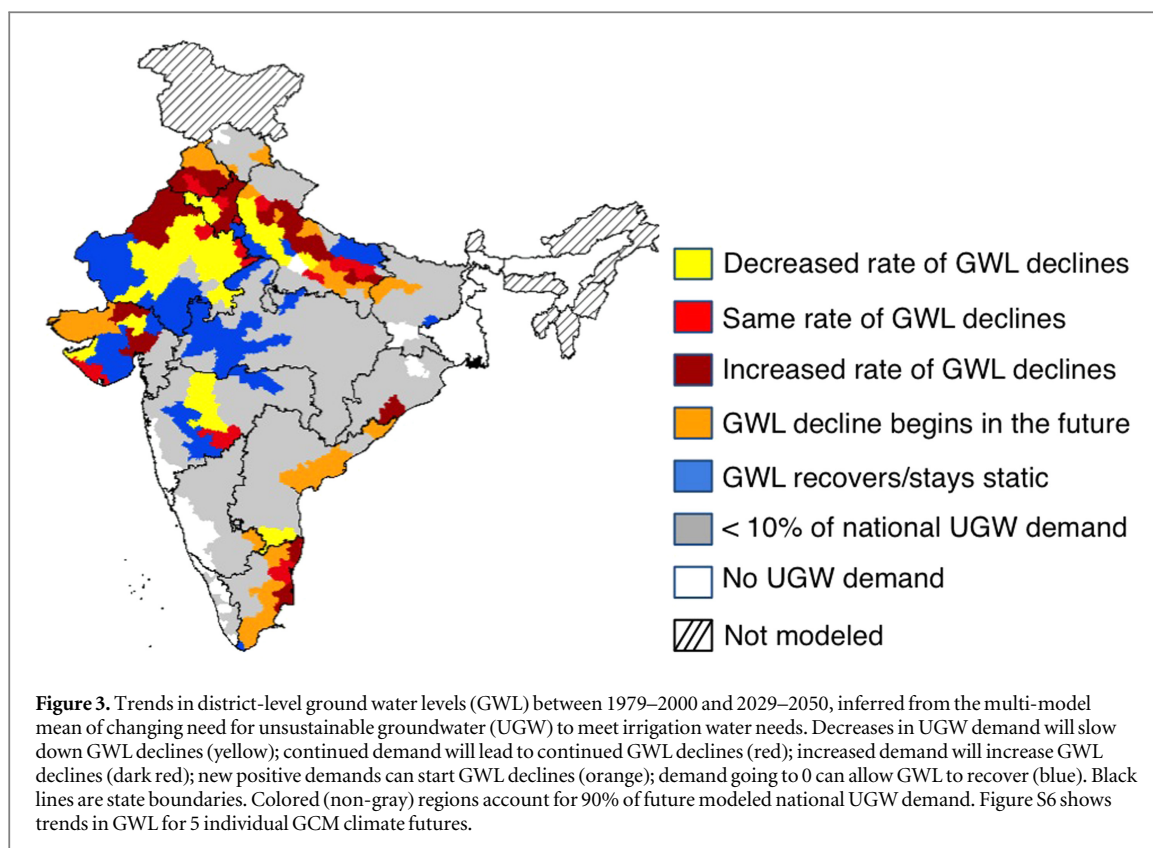 Decreased rate of GWL declines
Same rate of GWL declines
Increased rate of GWL declines
GWL decline begins in the future
GWL recovers/stays static
< 10% of national UGW demand
No UGW demand
Not modeled
Figure 3. Trends in district-level ground water levels (GWL) between 1979–2000 and 2029–2050, inferred from the multi-model
mean of changing need for unsustainable groundwater (UGW) to meet irrigation water needs. Decreases in UGW demand will slow
down GWL declines (yellow); continued demand will lead to continued GWL declines (red); increased demand will increase GWL
declines (dark red); new positive demands can start GWL declines (orange); demand going to 0 can allow GWL to recover (blue). Black
lines are state boundaries. Colored (non-gray) regions account for 90% of future modeled national UGW demand. Figure S6 shows
trends in GWL for 5 individual GCM climate futures.